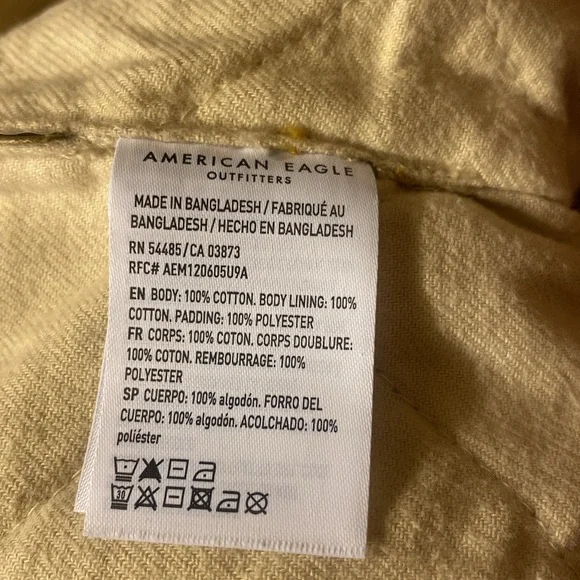 AMERICAN EAGLE
OUTFITTERS
MADE IN BANGLADESH / FABRIQUÉ AU
BANGLADESH / HECHO EN BANGLADESH
RN 54485 / CA 03873
RFC# AEM120605U9A
EN BODY: 100% COTTON. BODY LINING: 100%
COTTON. PADDING: 100% POLYESTER
FR CORPS: 100% COTON. CORPS DOUBLURE:
100% COTON. REMBOURRAGE: 100%
POLYESTER
SP CUERPO: 100% algodón. FORRO DEL
CUERPO: 100% algodón. ACOLCHADO: 100%
poliéster
30